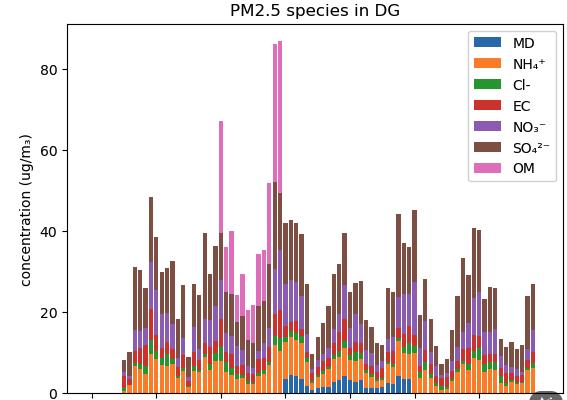 PM2.5 species in DG
concentration (ug/m₃)
80
60
40
20
0
MD
NH₄⁺
Cl-
EC
NO₃⁻
SO₄²⁻
OM